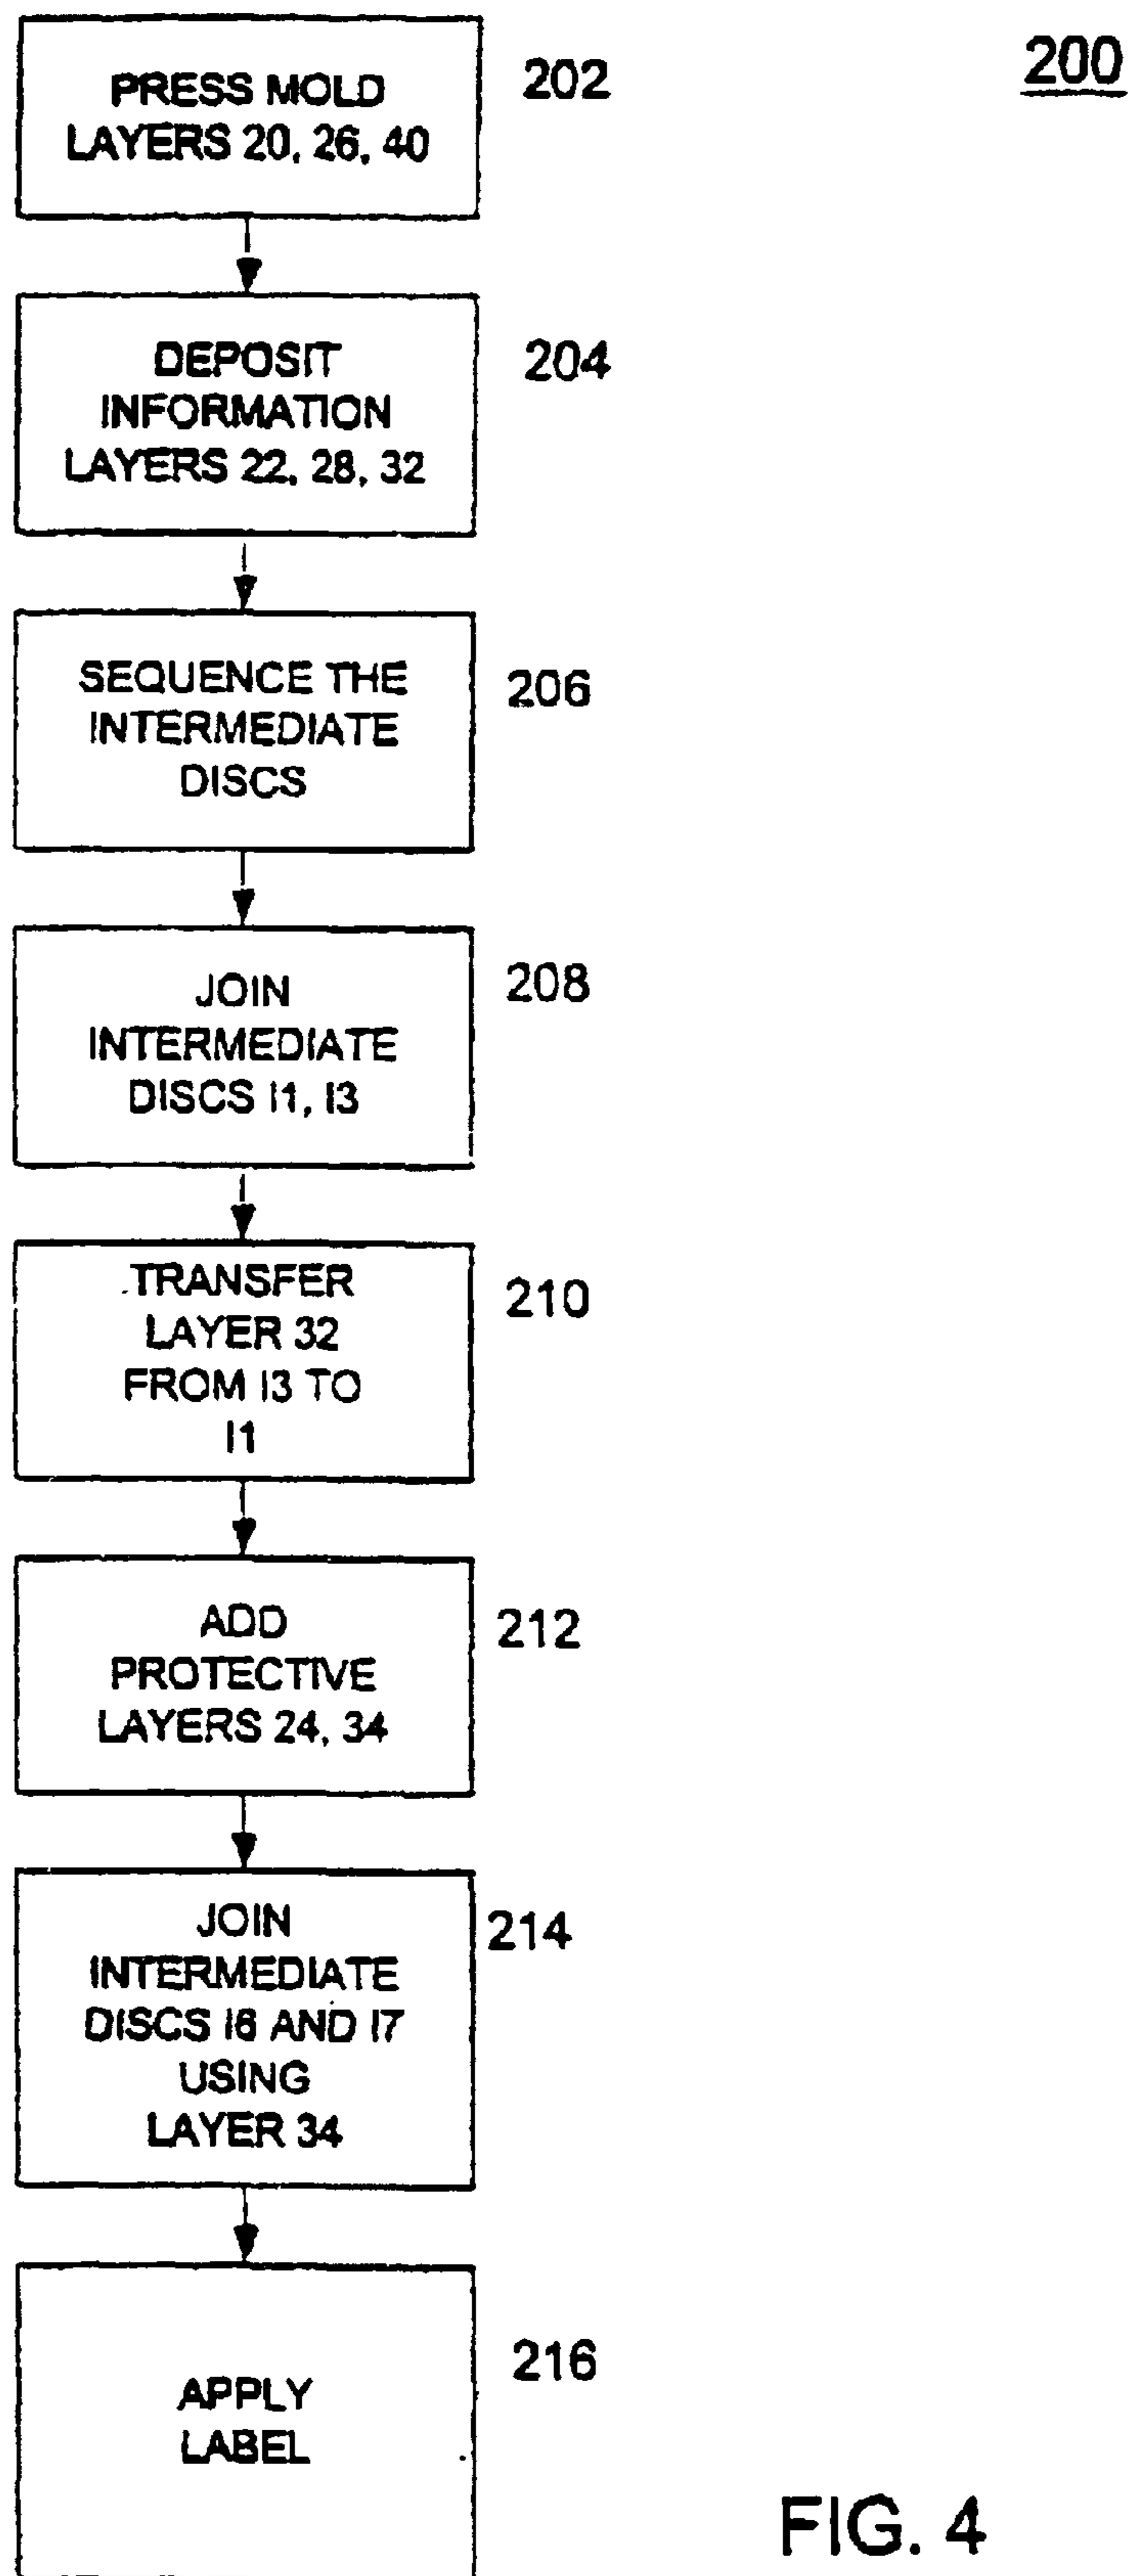 200
PRESS MOLD
LAYERS 20, 26, 40
202
DEPOSIT
INFORMATION
LAYERS 22, 28, 32
204
SEQUENCE THE
INTERMEDIATE
DISCS
206
JOIN
INTERMEDIATE
DISCS I1, I3
208
TRANSFER
LAYER 32
FROM I3 TO
I1
210
ADD
PROTECTIVE
LAYERS 24, 34
212
JOIN
INTERMEDIATE
DISCS I6 AND I7
USING
LAYER 34
214
APPLY
LABEL
216
FIG. 4